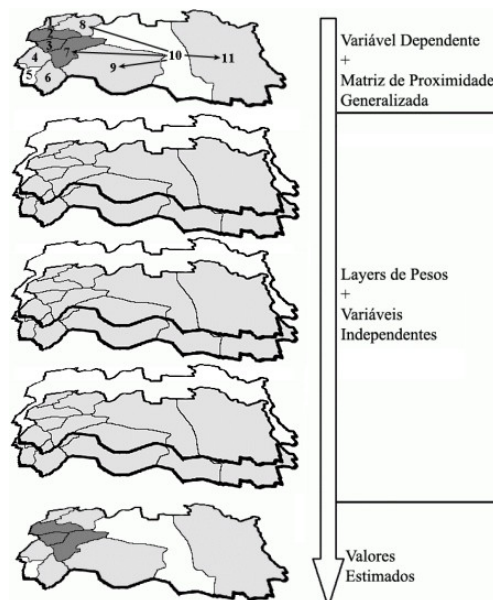 1
8
2
3
7
10
11
4
9
5
6
Variável Dependente
+
Matriz de Proximidade
Generalizada
Layers de Pesos
+
Variáveis
Independentes
Valores
Estimados